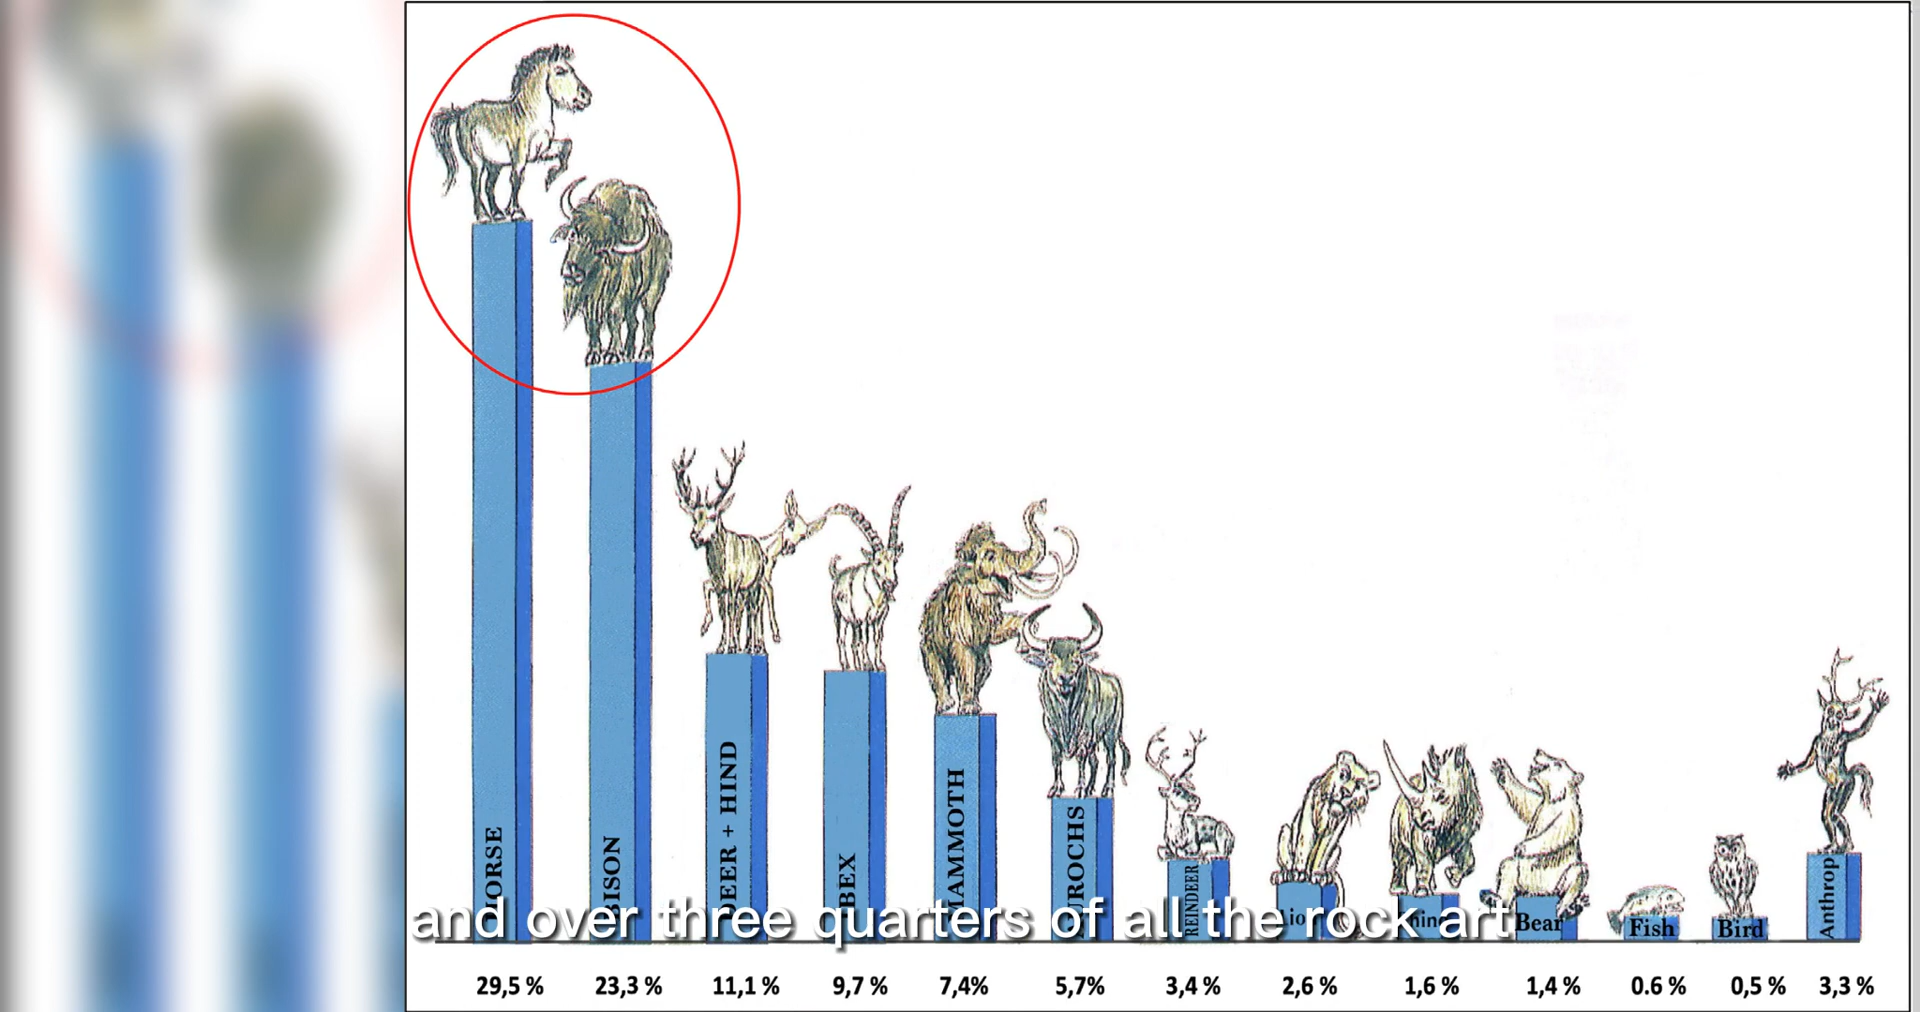 HORSE
BISON
DEER + HIND
IBEX
MAMMOTH
AUROCHS
REINDEER
Lion
Rhino
Bear
Fish
Bird
Anthrop
and over three quarters of all the rock art
29,5 %
23,3 %
11,1 %
9,7 %
7,4%
5,7%
3,4 %
2,6 %
1,6 %
1,4 %
0.6 %
0,5 %
3,3 %